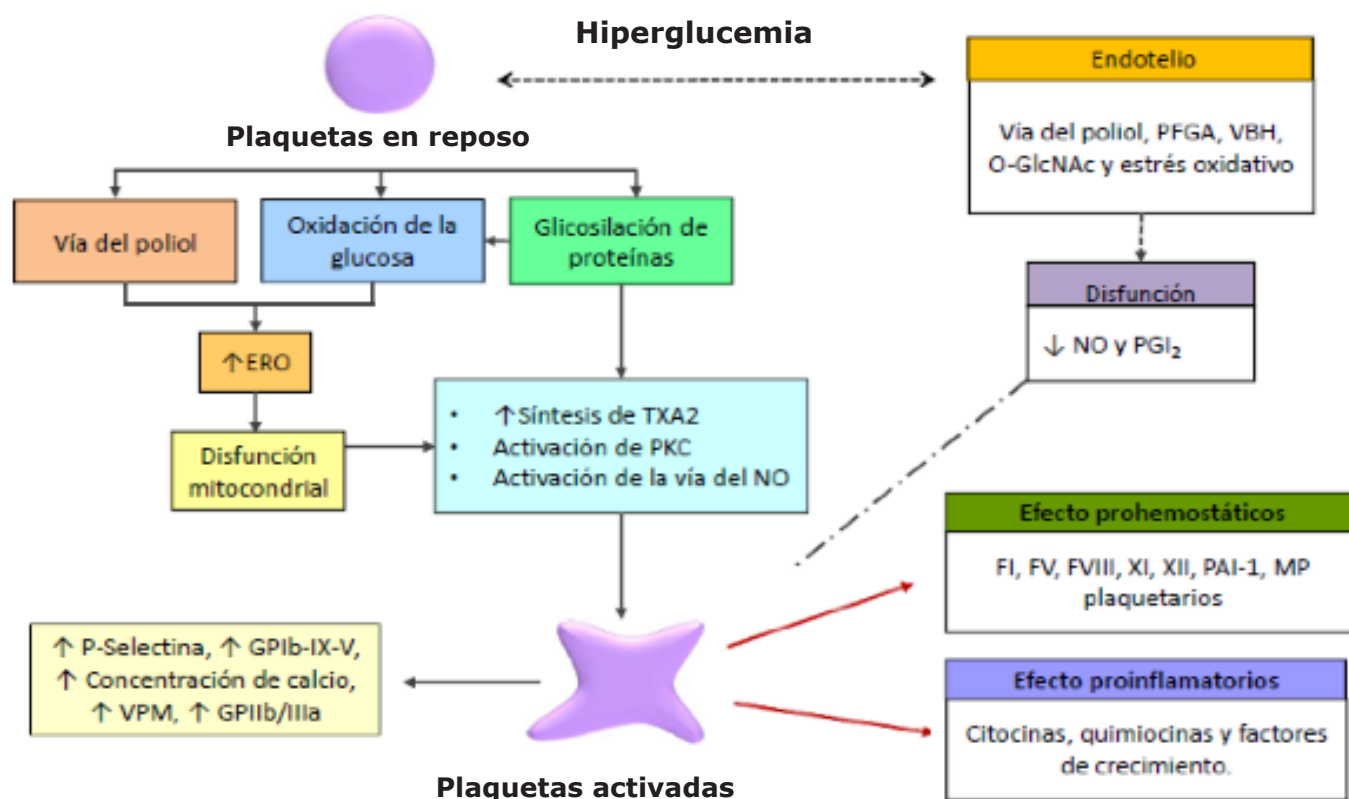 Hiperglucemia
Plaquetas en reposo
Endotelio
Vía del poliol, PFGA, VBH,
O-GlcNAc y estrés oxidativo
Vía del poliol
Oxidación de la
glucosa
Glicosilación de
proteínas
Disfunción
↓ NO y PGI₂
↑ERO
Disfunción
mitocondrial
• ↑Síntesis de TXA2
• Activación de PKC
• Activación de la vía del NO
Efecto prohemostáticos
FI, FV, FVIII, XI, XII, PAI-1, MP
plaquetarios
↑ P-Selectina, ↑ GPIb-IX-V,
↑ Concentración de calcio,
↑ VPM, ↑ GPIIb/IIIa
Efecto proinflamatorios
Citocinas, quimiocinas y factores
de crecimiento.
Plaquetas activadas